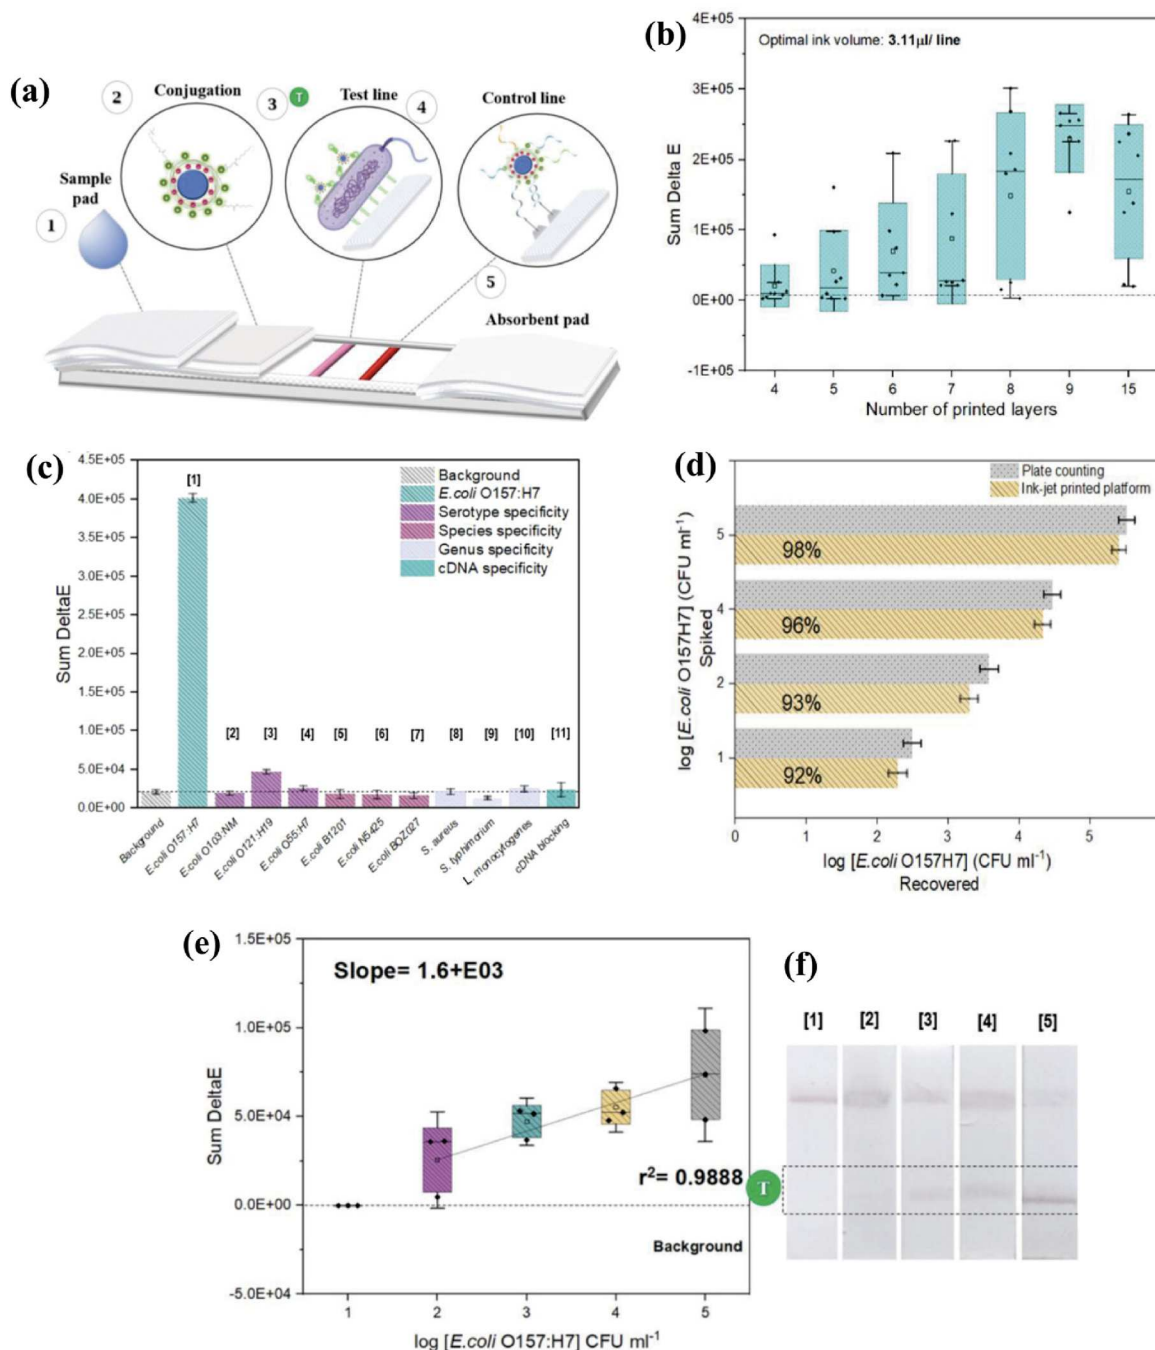 (a)
1
Sample
pad
2
Conjugation
3
T
Test line
4
Control line
5
Absorbent pad
(b)
Optimal ink volume: 3.11µl/ line
Sum Delta E
4E+05
3E+05
2E+05
1E+05
0E+00
-1E+05
4 5 6 7 8 9 15
Number of printed layers
(c)
Sum DeltaE
4.5E+05
4.0E+05
3.5E+05
3.0E+05
2.5E+05
2.0E+05
1.5E+05
1.0E+05
5.0E+04
0.0E+00
Background
E.coli O157:H7
Serotype specificity
Species specificity
Genus specificity
cDNA specificity
[1]
[2] [3] [4] [5] [6] [7] [8] [9] [10] [11]
Background
E.coli O157:H7
E.coli O103:NM
E.coli O121:H19
E.coli O55:H7
E.coli B1201
E.coli N5425
E.coli BOZ027
S. aureus
S. typhimorium
L. monocytogenes
cDNA blocking
(d)
Plate counting
Ink-jet printed platform
log [E.coli O157H7] (CFU ml⁻¹)
Spiked
5
4
2
1
98%
96%
93%
92%
0 1 2 3 4 5
log [E.coli O157H7] (CFU ml⁻¹)
Recovered
(e)
Sum DeltaE
1.5E+05
1.0E+05
5.0E+04
0.0E+00
-5.0E+04
Slope= 1.6+E03
r²= 0.9888
Background
1 2 3 4 5
log [E.coli O157:H7] CFU ml⁻¹
(f)
[1] [2] [3] [4] [5]
T